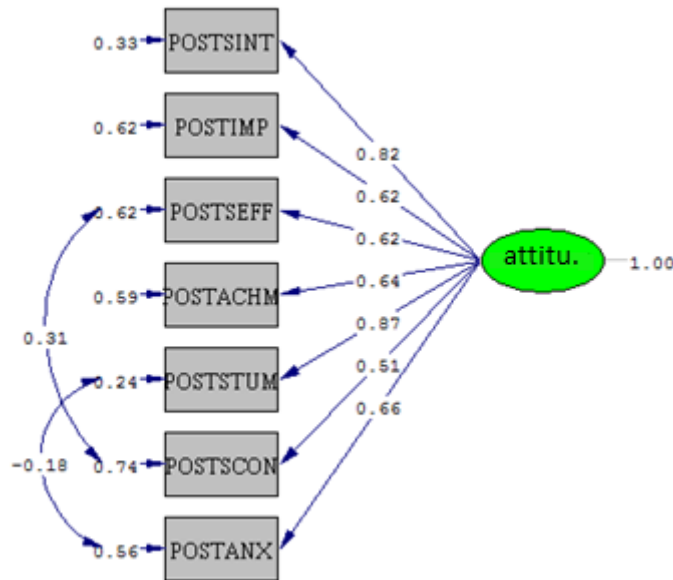 0.33
POSTSINT
0.82
0.62
POSTIMP
0.62
0.62
POSTSEFF
0.62
attitu.
1.00
0.59
POSTACHM
0.64
0.31
0.87
0.24
POSTSTUM
0.51
0.66
-0.18
0.74
POSTSCON
0.56
POSTANX